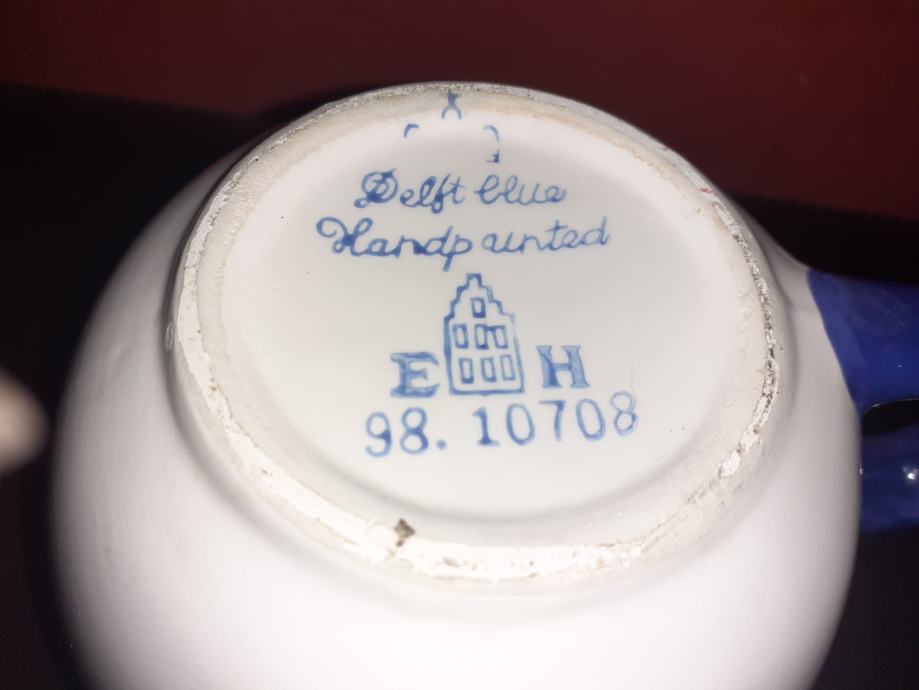 Delft blue
Handpainted
E H
98.10708